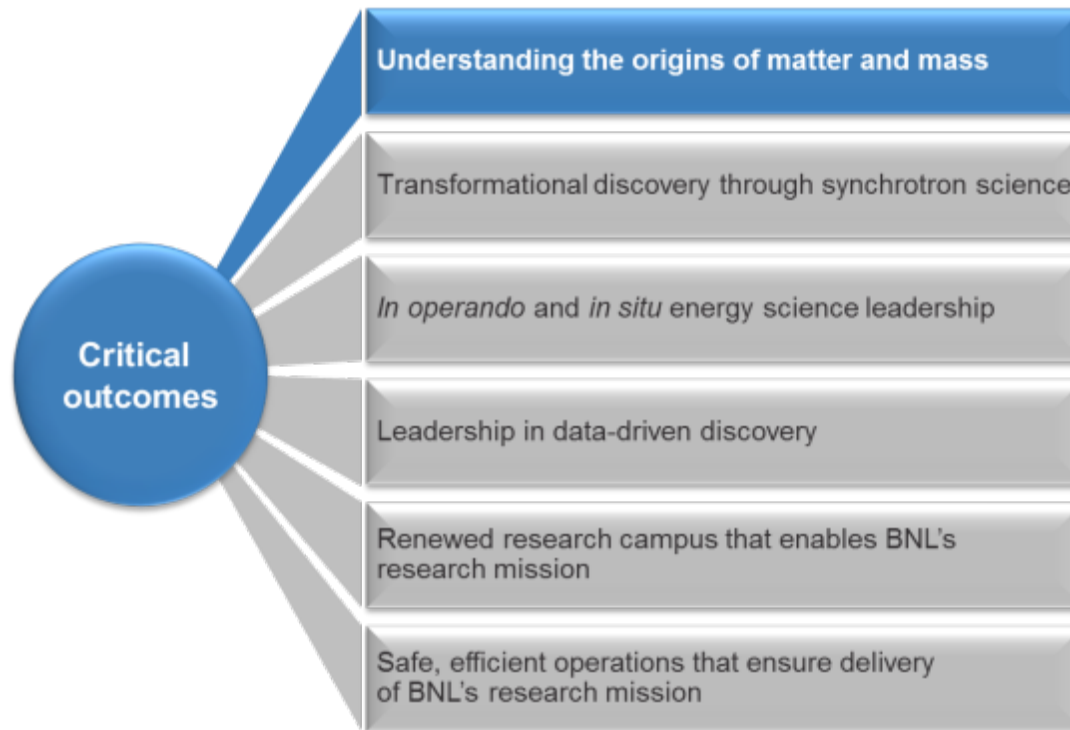 Understanding the origins of matter and mass
Transformational discovery through synchrotron science
In operando and in situ energy science leadership
Critical
outcomes
Leadership in data-driven discovery
Renewed research campus that enables BNL's
research mission
Safe, efficient operations that ensure delivery
of BNL's research mission